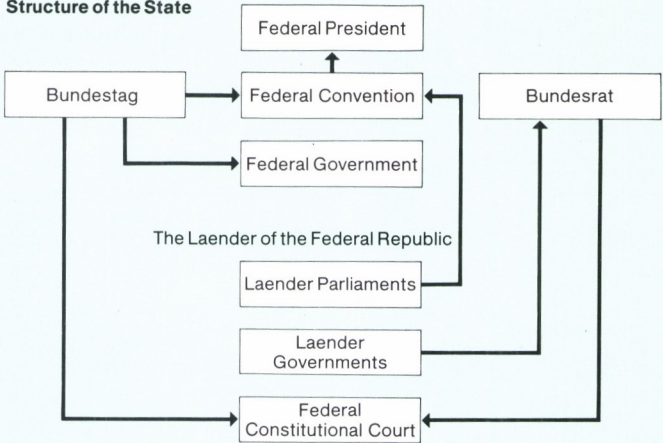 Structure of the State
Federal President
Bundestag
Federal Convention
Bundesrat
Federal Government
The Laender of the Federal Republic
Laender Parliaments
Laender
Governments
Federal
Constitutional Court